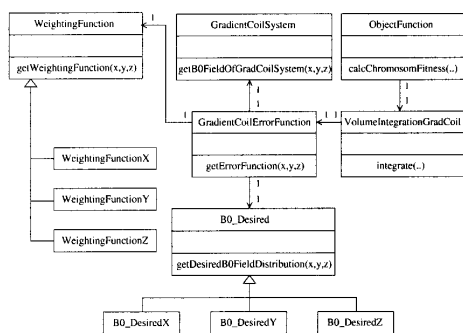 WeightingFunction
getWeightingFunction(x,y,z)
1
GradientCoilSystem
getB0FieldOfGradCoilSystem(x,y,z)
ObjectFunction
calcChromosomFitness(..)
1
1
1
1
GradientCoilErrorFunction
getErrorFunction(x,y,z)
1
1
VolumeIntegrationGradCoil
integrate(..)
WeightingFunctionX
WeightingFunctionY
WeightingFunctionZ
1
1
B0_Desired
getDesiredB0FieldDistribution(x,y,z)
B0_DesiredX
B0_DesiredY
B0_DesiredZ